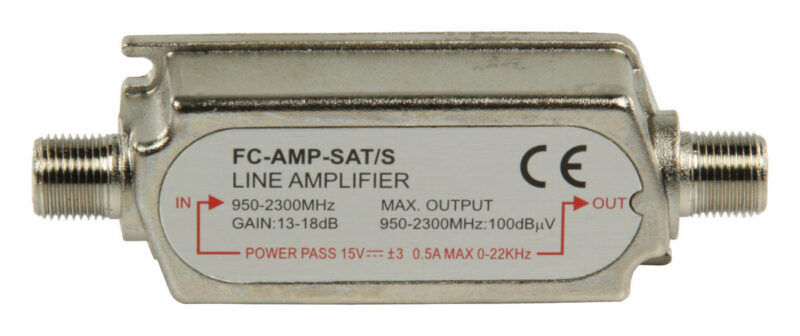 FC-AMP-SAT/S
LINE AMPLIFIER
CE
IN 950-2300MHz MAX. OUTPUT OUT
GAIN:13-18dB 950-2300MHz:100dBµV
POWER PASS 15V⎓ ±3 0.5A MAX 0-22KHz